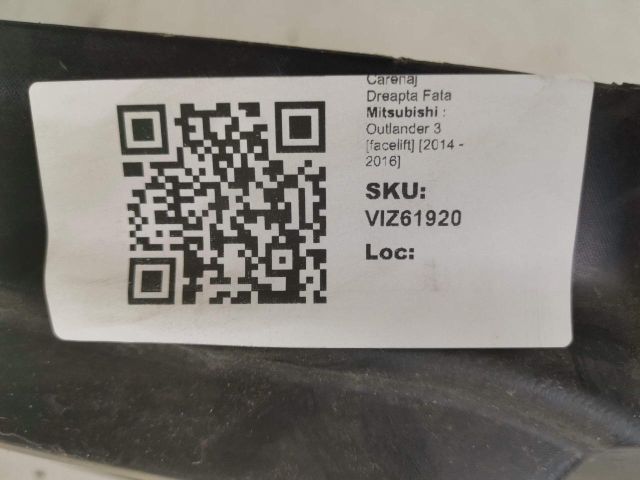 Carenaj
Dreapta Fata
Mitsubishi :
Outlander 3
[facelift] [2014 -
2016]
SKU:
VIZ61920
Loc: